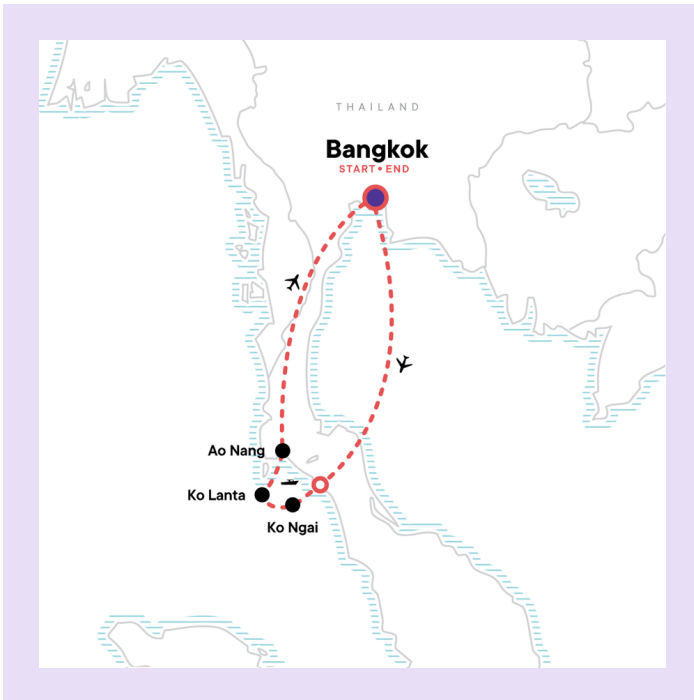 THAILAND
Bangkok
START • END
Ao Nang
Ko Lanta
Ko Ngai